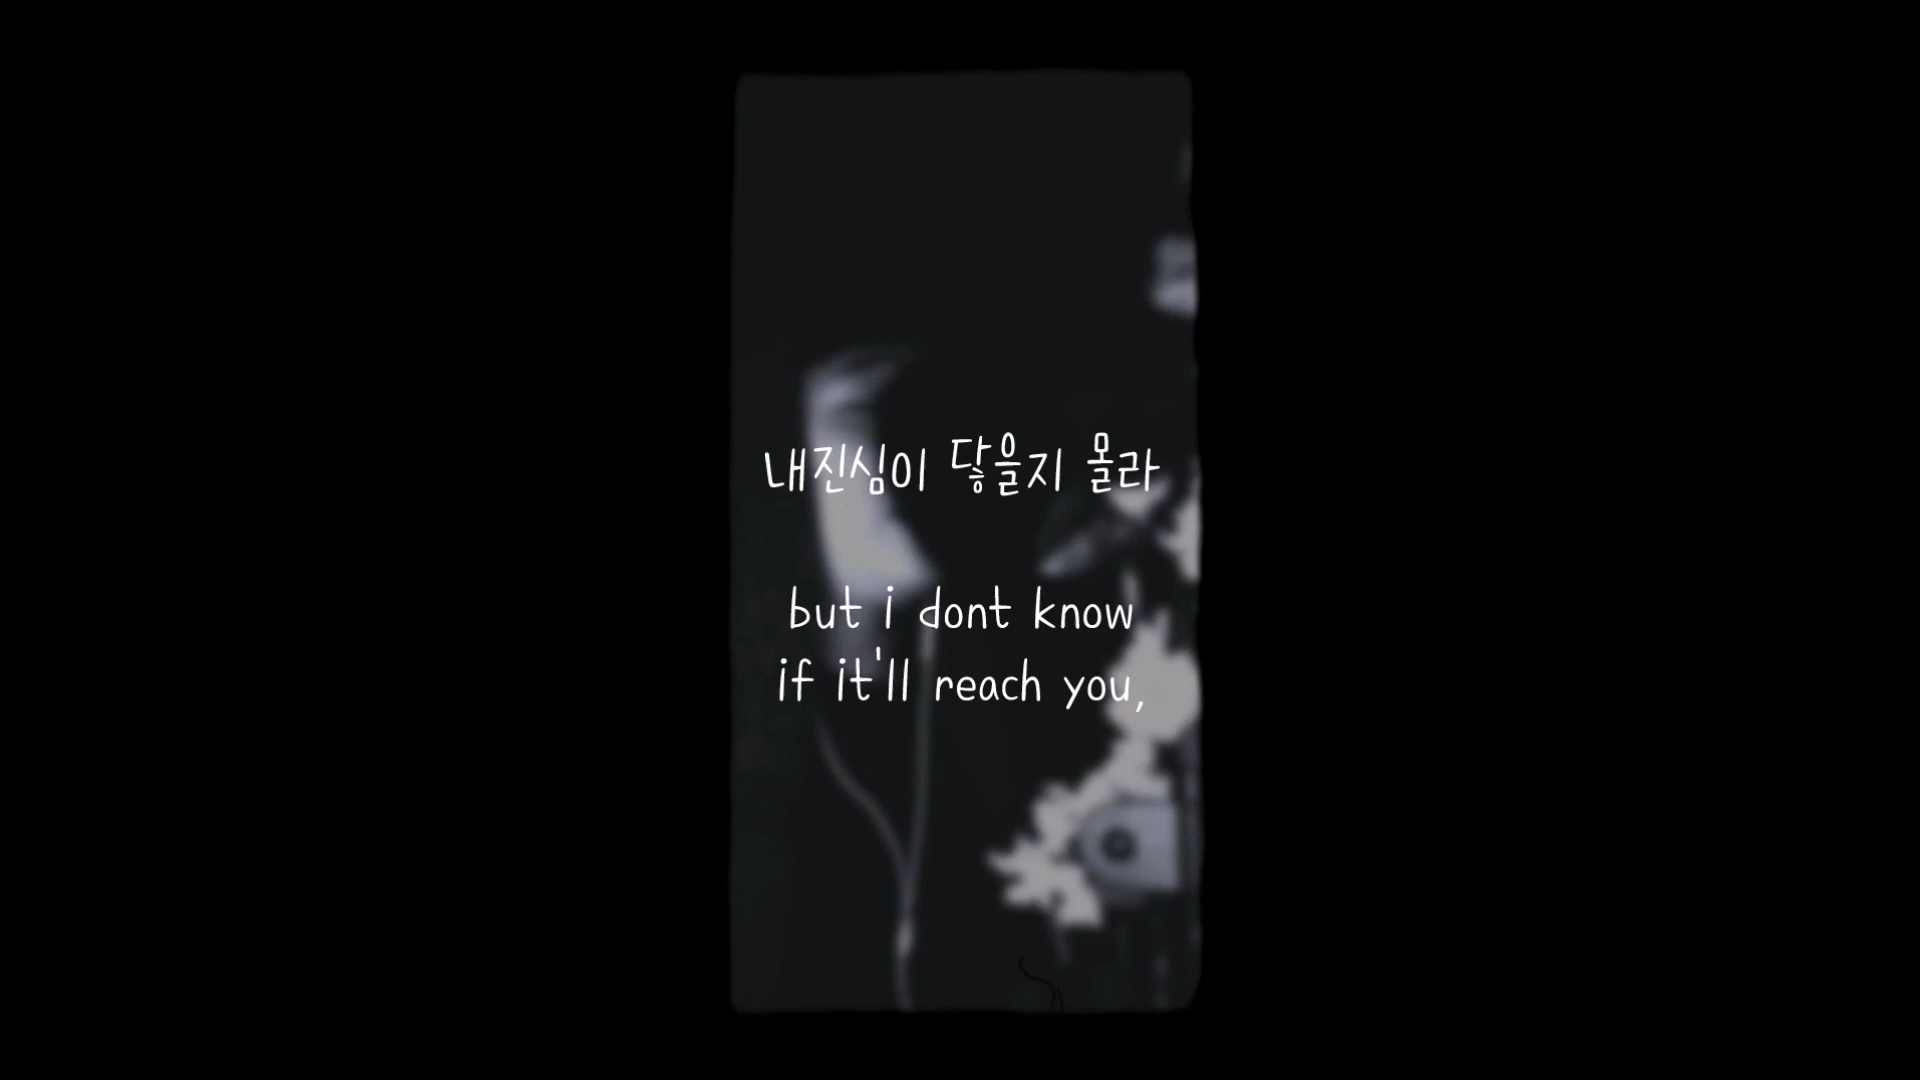 내진심이 닿을지 몰라
but i dont know
if it'll reach you,